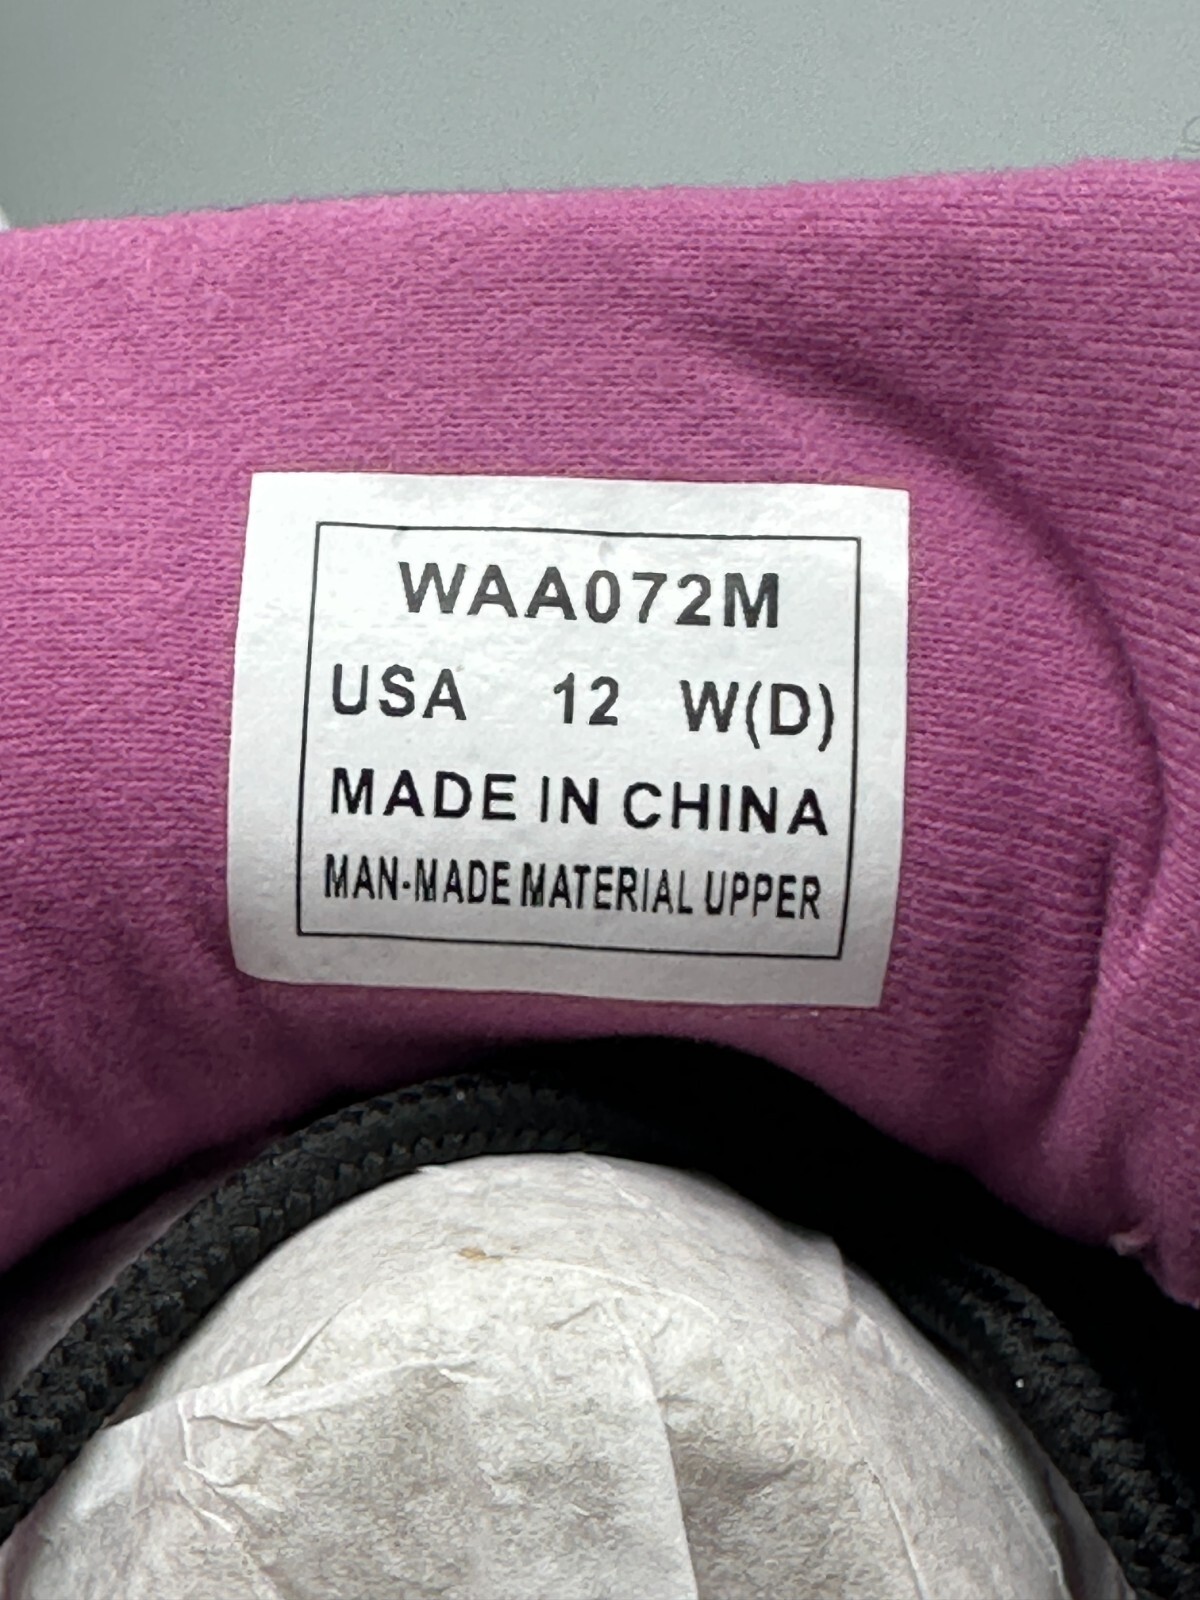 WAA072M
USA 12 W(D)
MADE IN CHINA
MAN-MADE MATERIAL UPPER